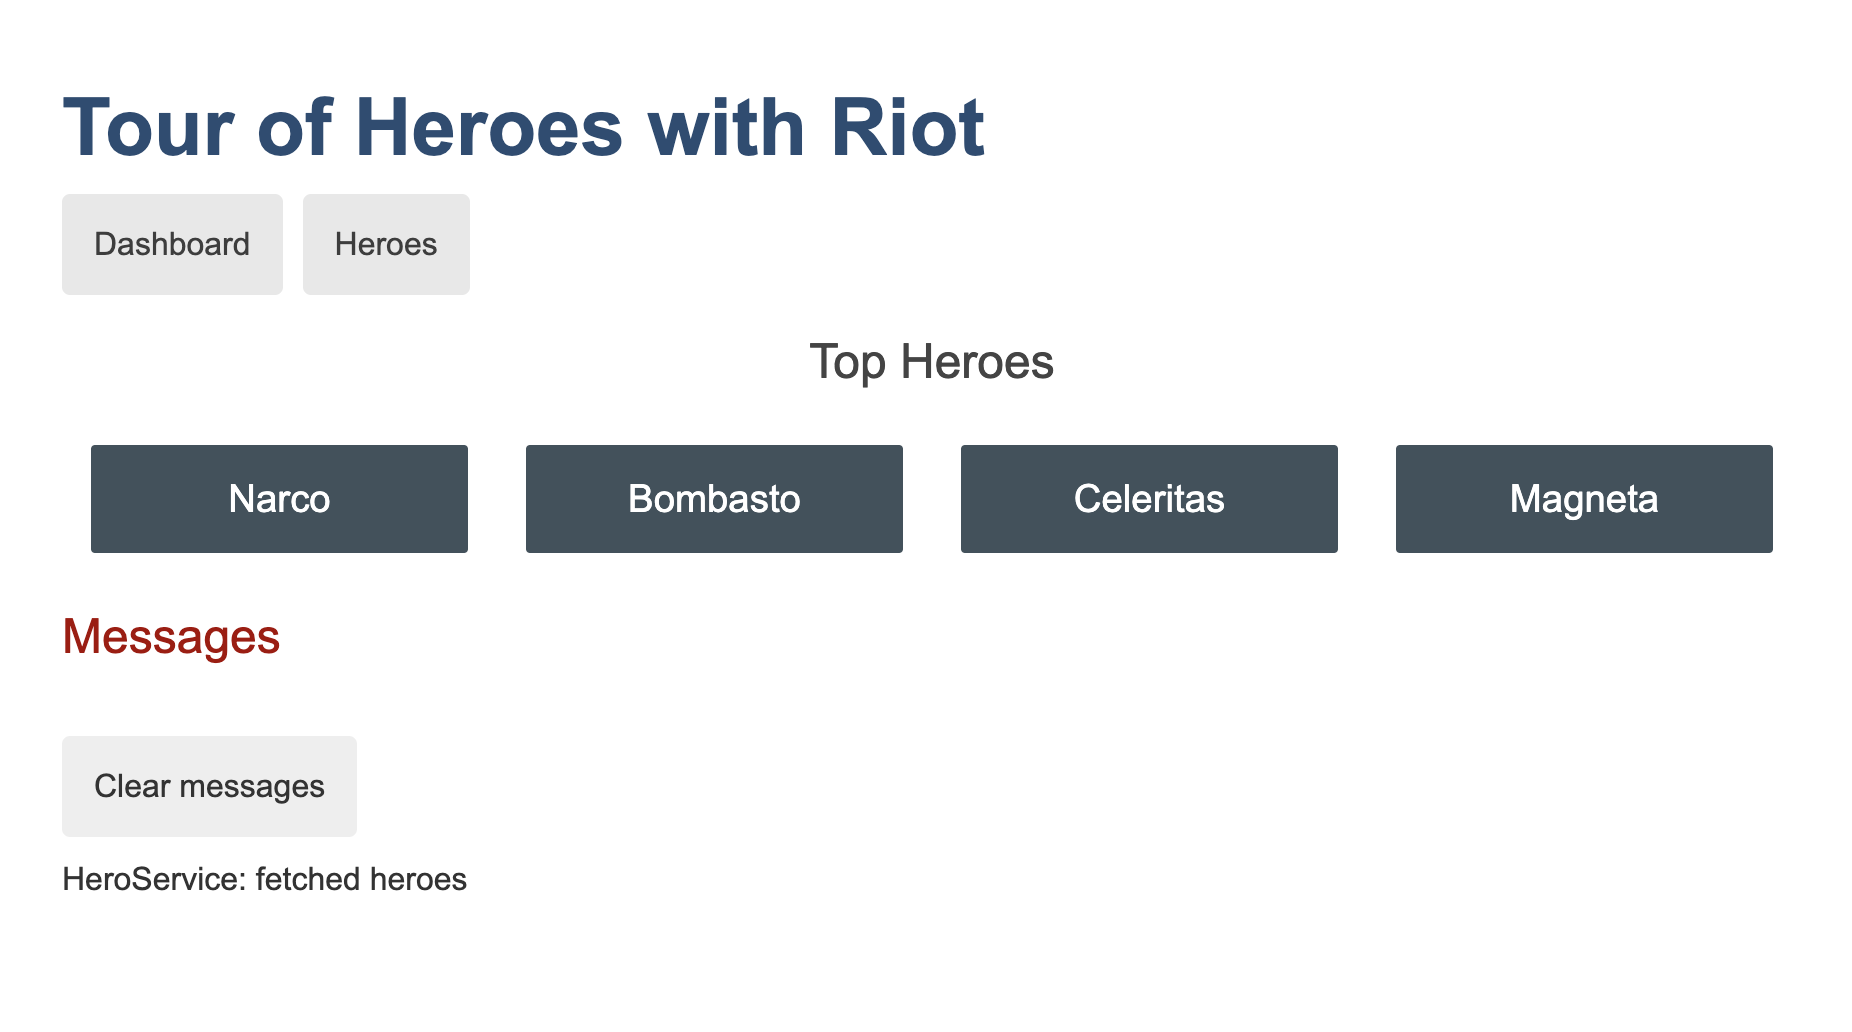 Tour of Heroes with Riot
Dashboard Heroes
Top Heroes
Narco Bombasto Celeritas Magneta
Messages
Clear messages
HeroService: fetched heroes